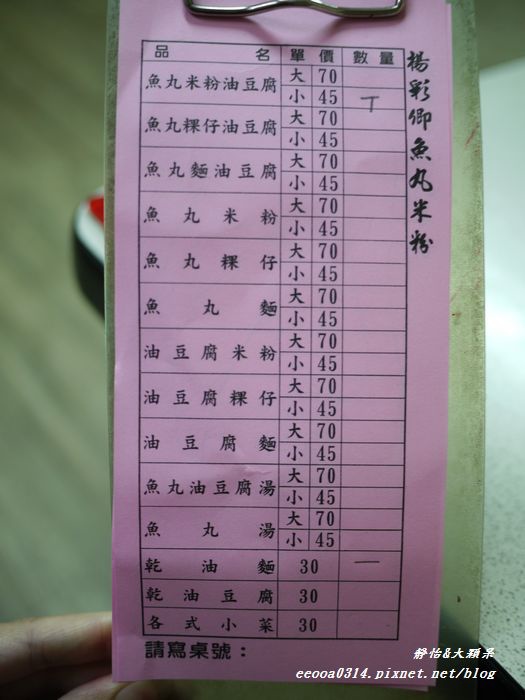 楊彩卿魚丸米粉
品名 單價 數量
魚丸米粉油豆腐 大 70
小 45 丅
魚丸粿仔油豆腐 大 70
小 45
魚丸麵油豆腐 大 70
小 45
魚丸米粉 大 70
小 45
魚丸粿仔 大 70
小 45
魚丸麵 大 70
小 45
油豆腐米粉 大 70
小 45
油豆腐粿仔 大 70
小 45
油豆腐麵 大 70
小 45
魚丸油豆腐湯 大 70
小 45
魚丸湯 大 70
小 45
乾油麵 30 一
乾油豆腐 30
各式小菜 30
請寫桌號：
靜怡&大顆呆
eeooa0314.pixnet.net/blog